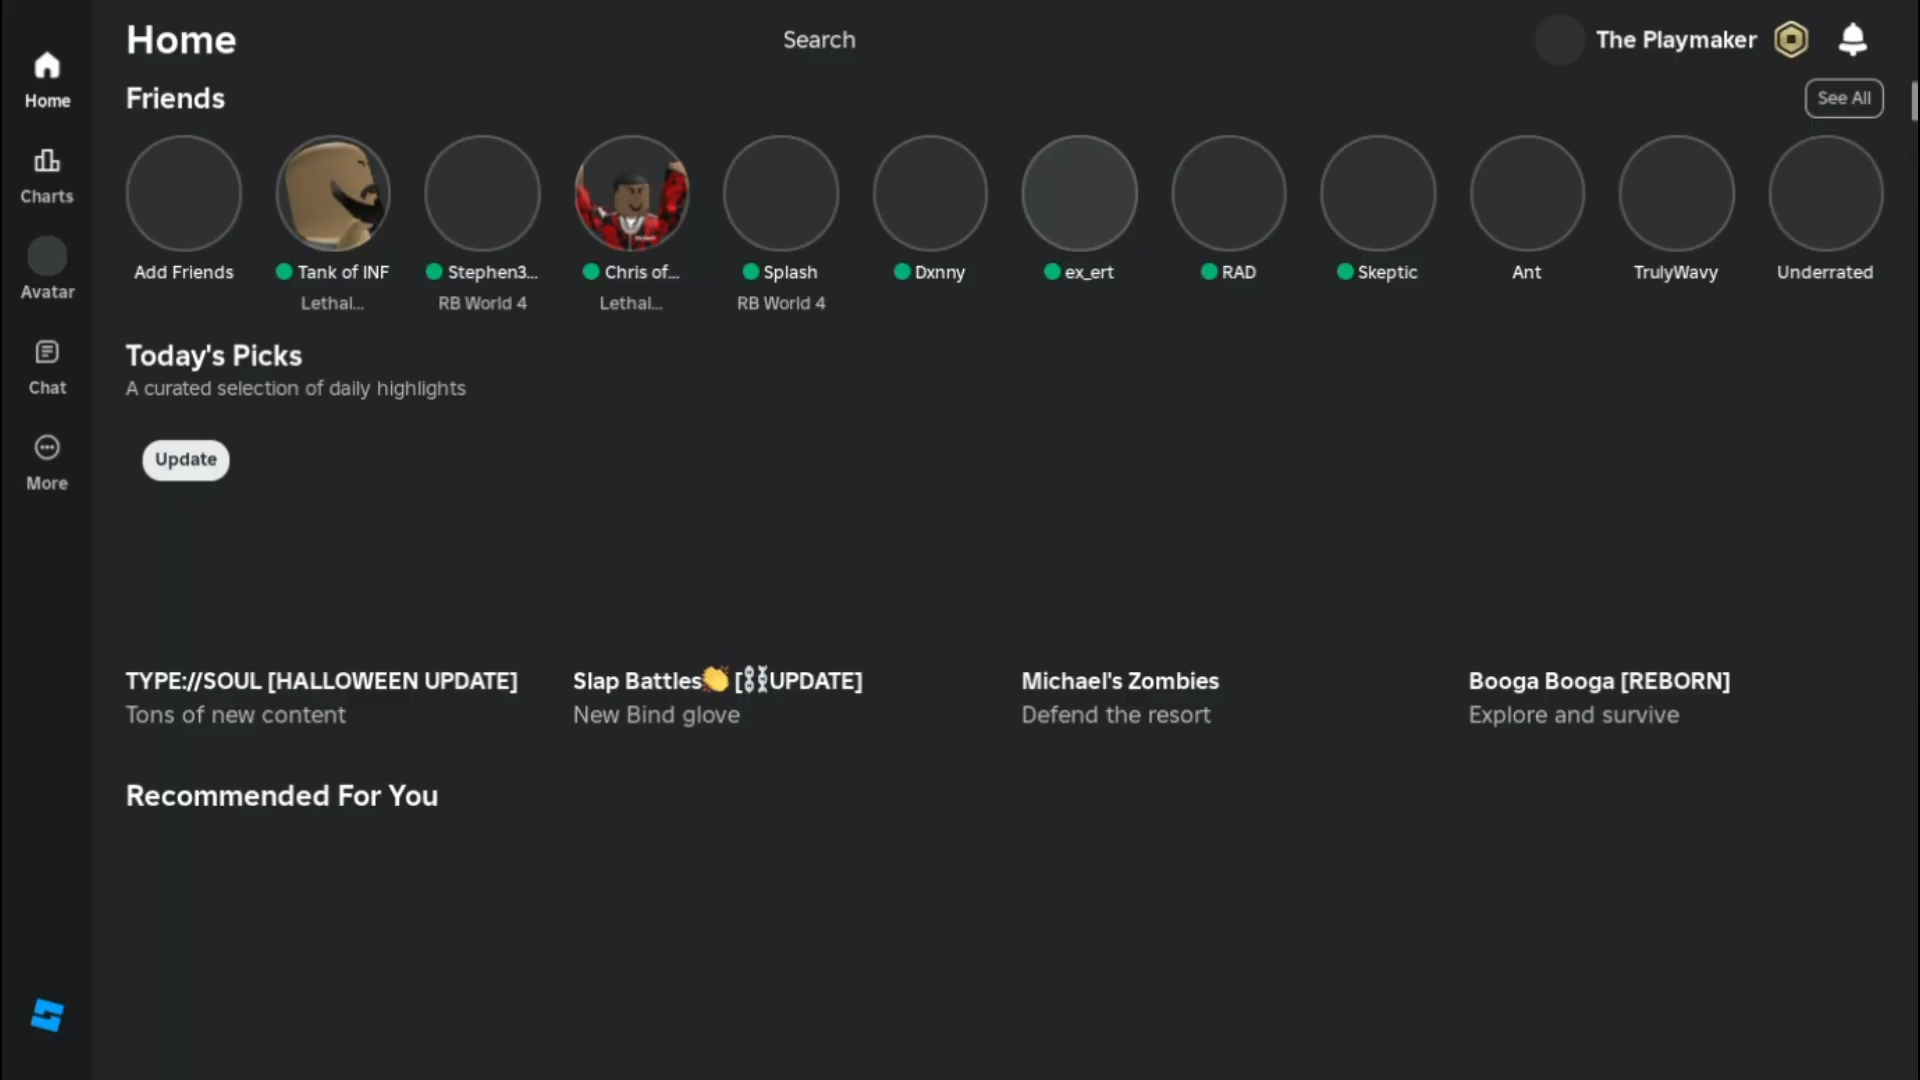 Home
Search
The Playmaker
Home
Friends
See All
Charts
Avatar
Chat
More
Add Friends
Tank of INF
Lethal...
Stephen3...
RB World 4
Chris of...
Lethal...
Splash
RB World 4
Dxnny
ex_ert
RAD
Skeptic
Ant
TrulyWavy
Underrated
Today's Picks
A curated selection of daily highlights
Update
TYPE://SOUL [HALLOWEEN UPDATE]
Tons of new content
Slap Battles👏 [⛓⛓UPDATE]
New Bind glove
Michael's Zombies
Defend the resort
Booga Booga [REBORN]
Explore and survive
Recommended For You